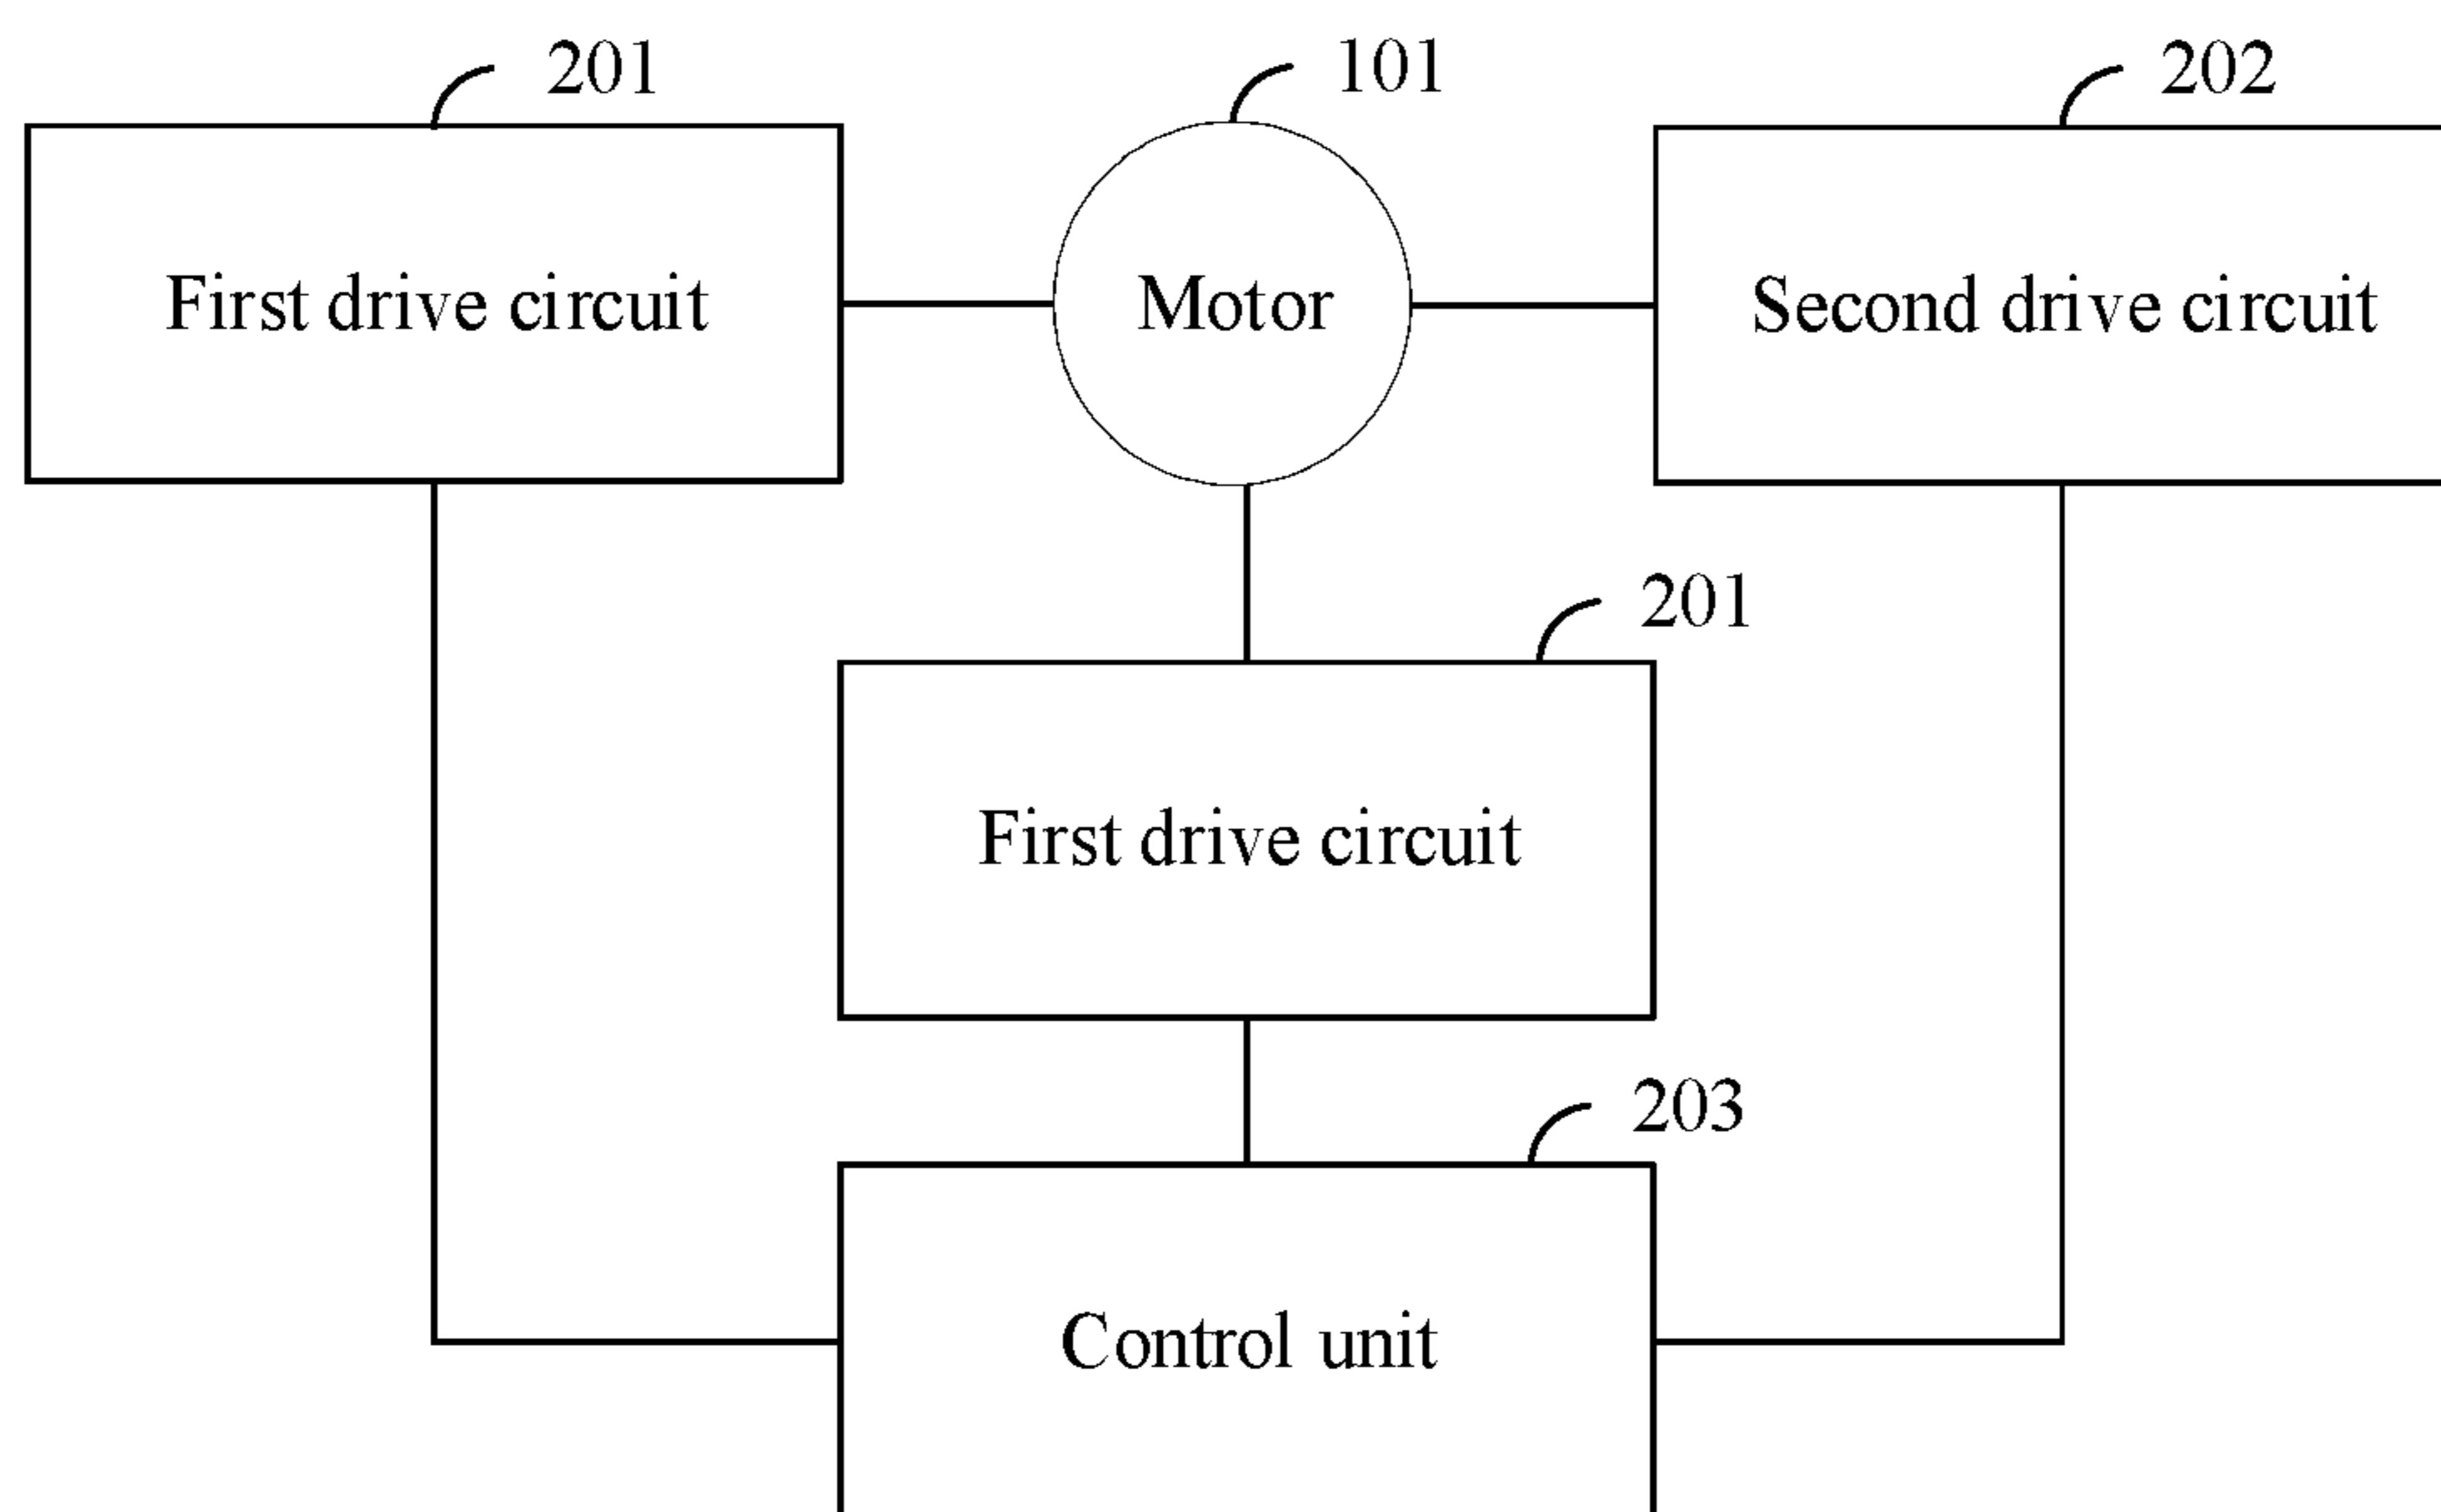 201
101
202
First drive circuit
Motor
Second drive circuit
201
First drive circuit
203
Control unit